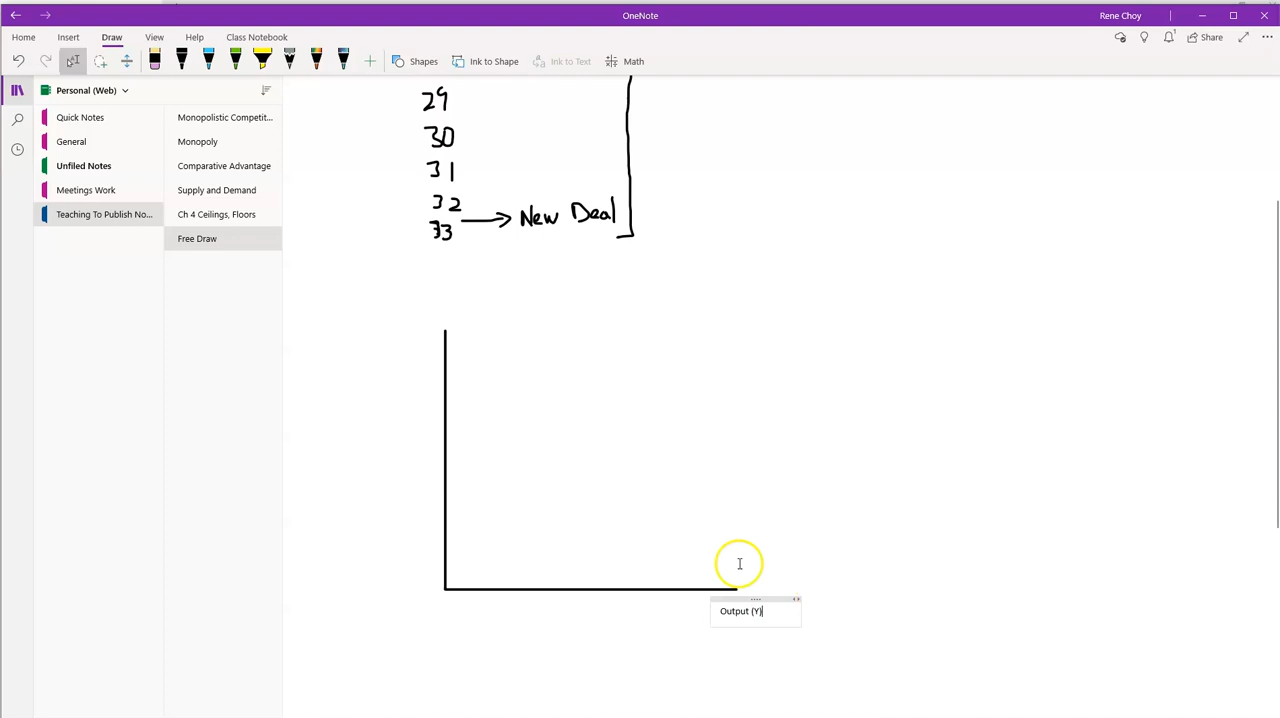 OneNote
Rene Choy
Home Insert Draw View Help Class Notebook
Share
Shapes Ink to Shape Ink to Text Math
Personal (Web)
Quick Notes
General
Unfiled Notes
Meetings Work
Teaching To Publish No...
Monopolistic Competit...
Monopoly
Comparative Advantage
Supply and Demand
Ch 4 Ceilings, Floors
Free Draw
29
30
31
32
33 → New Deal
Output (Y)